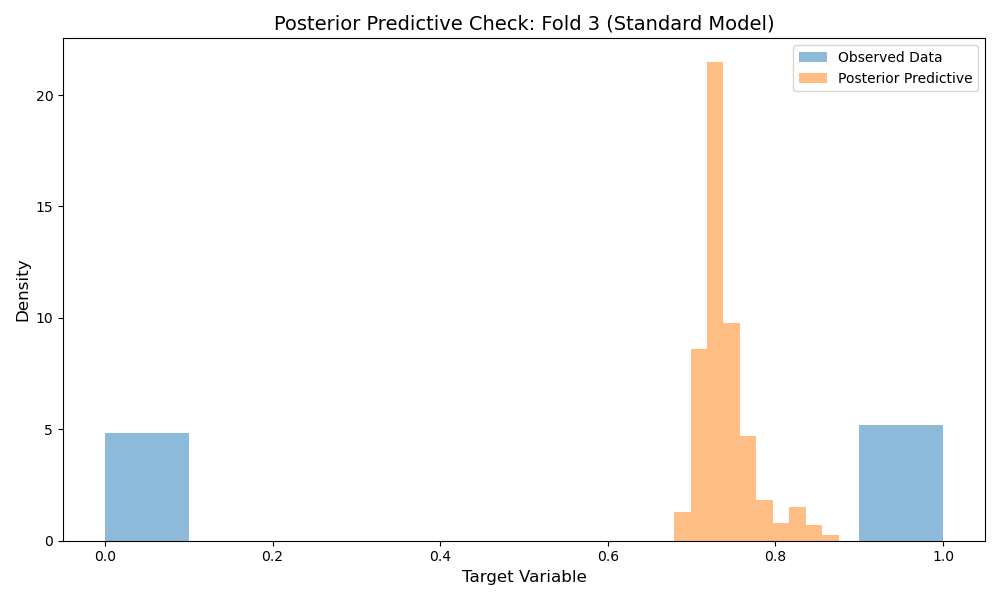 Posterior Predictive Check: Fold 3 (Standard Model)
Observed Data
Posterior Predictive
Density
20
15
10
5
0
0.0 0.2 0.4 0.6 0.8 1.0
Target Variable